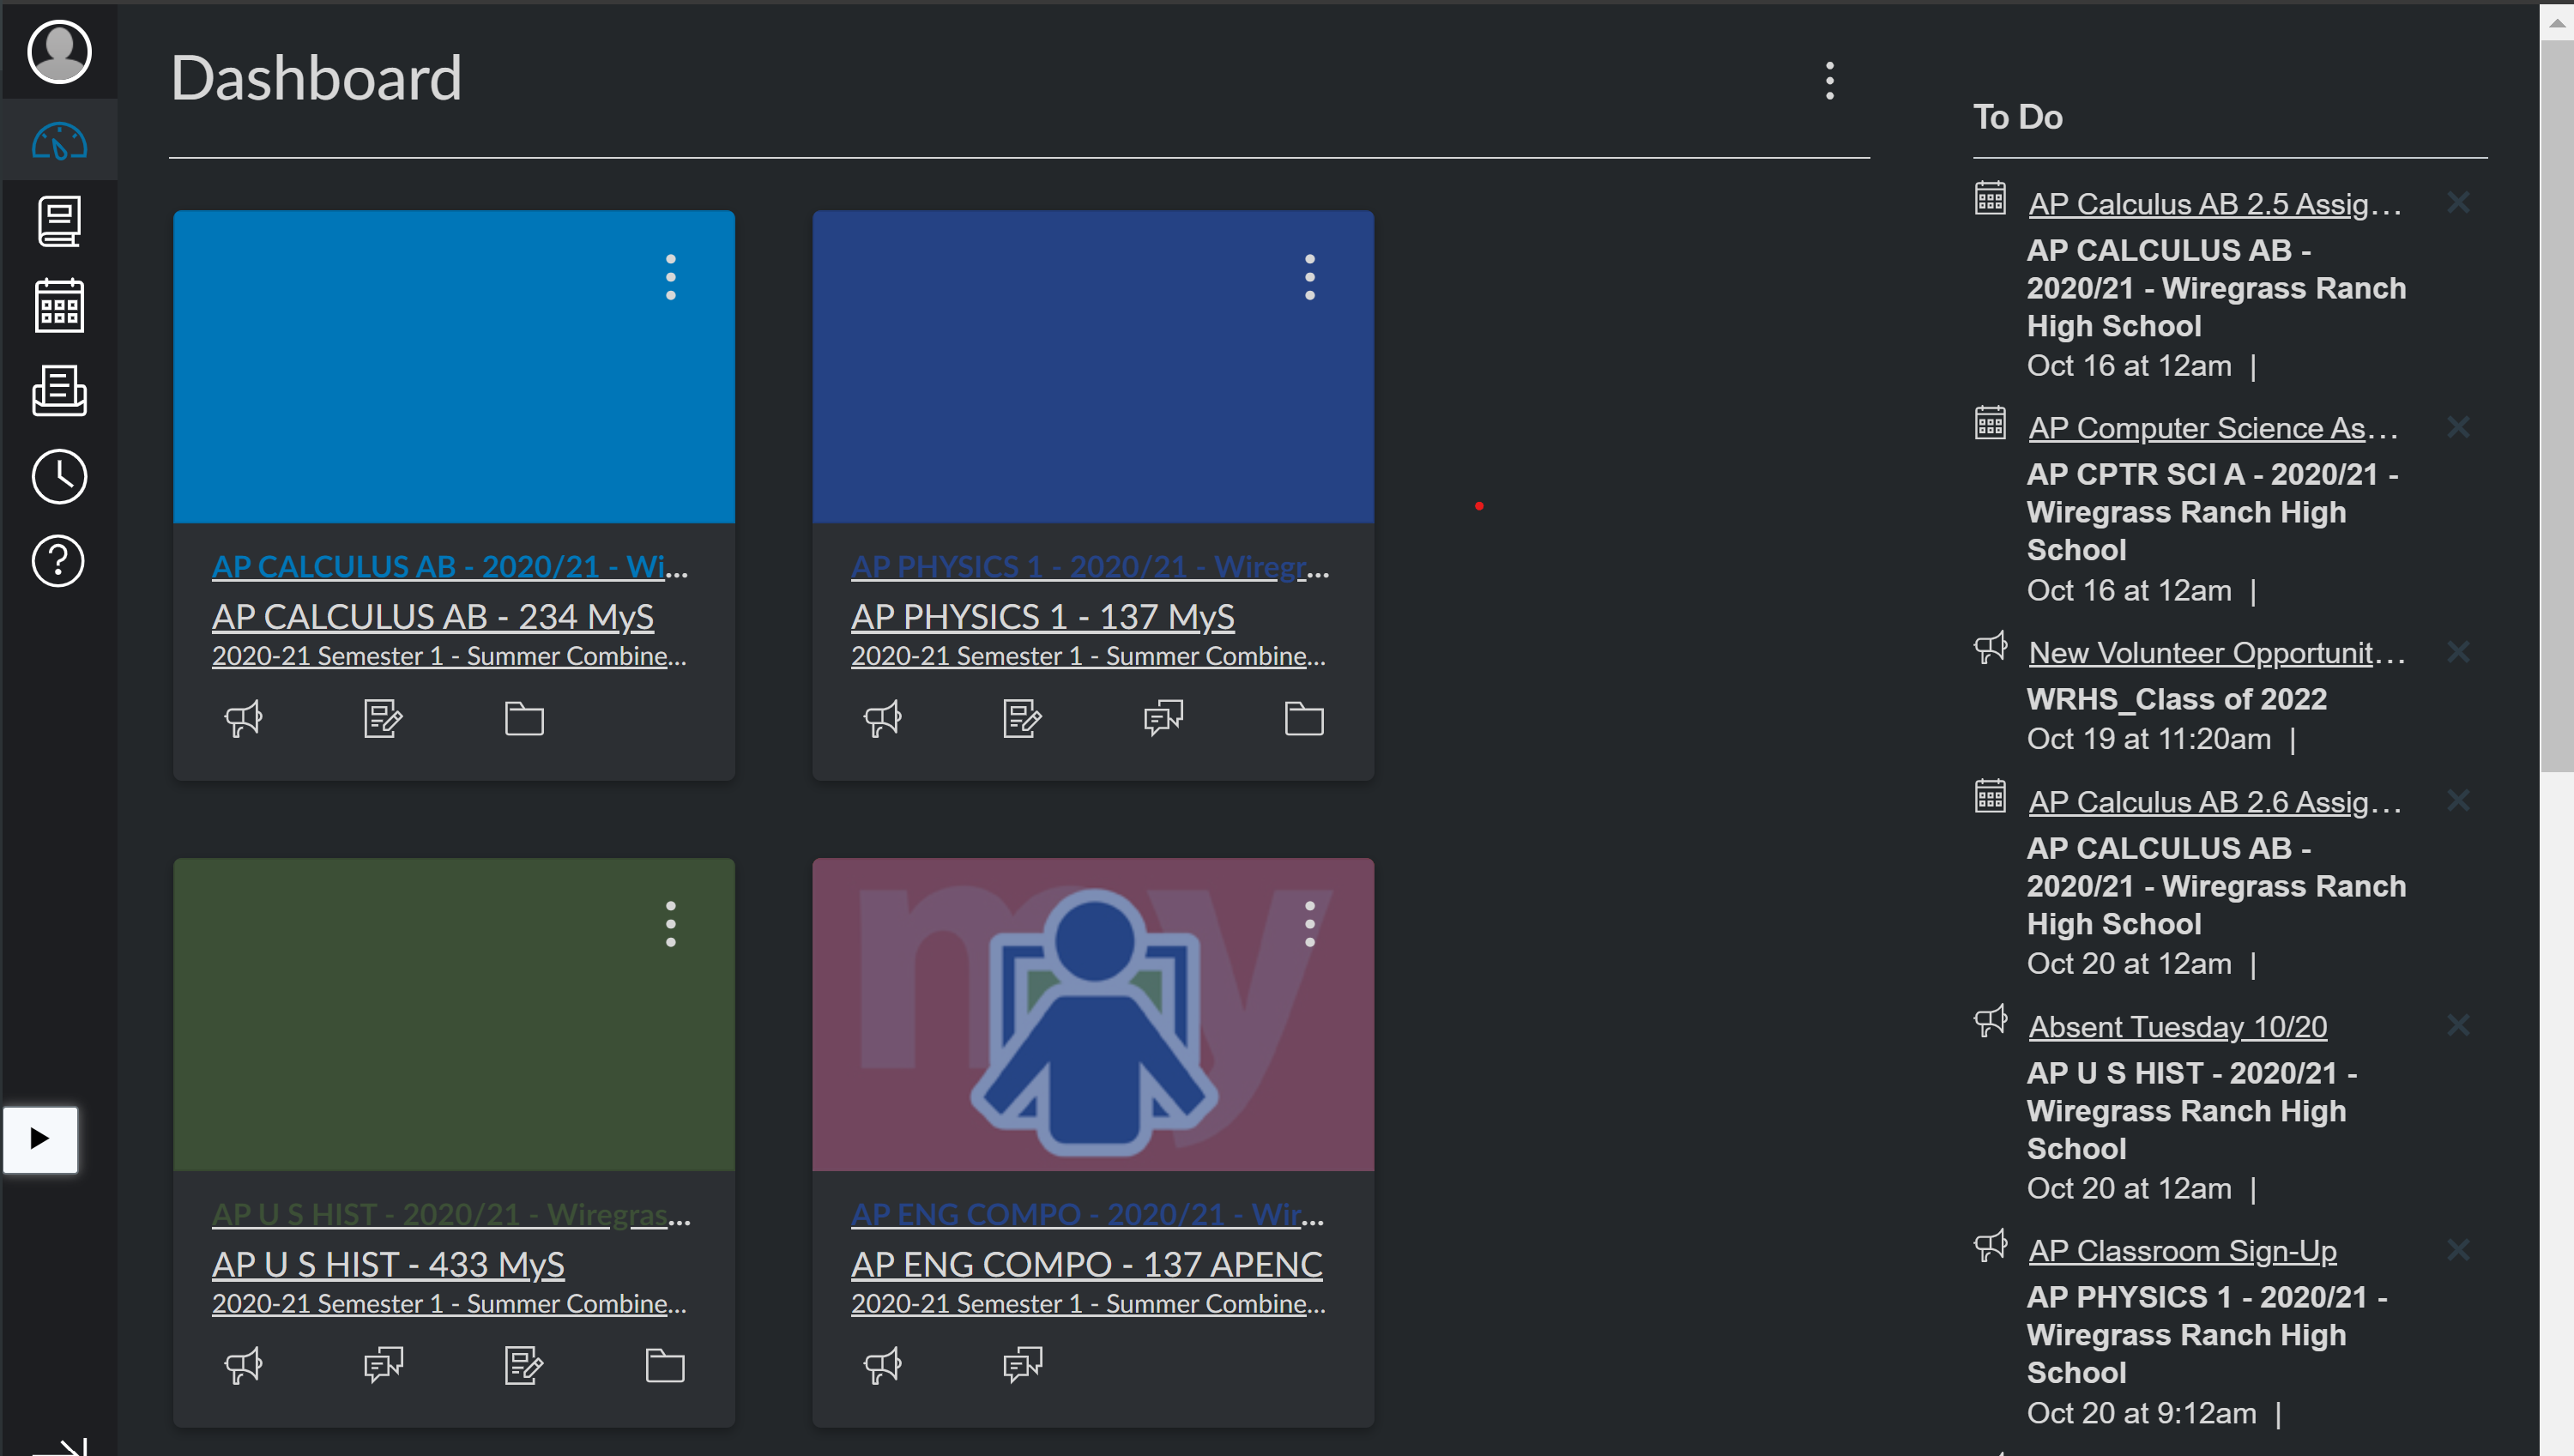 Dashboard
AP CALCULUS AB - 2020/21 - Wi...
AP CALCULUS AB - 234 MyS
2020-21 Semester 1 - Summer Combine...
AP PHYSICS 1 - 2020/21 - Wiregr...
AP PHYSICS 1 - 137 MyS
2020-21 Semester 1 - Summer Combine...
my
AP U S HIST - 2020/21 - Wiregras...
AP U S HIST - 433 MyS
2020-21 Semester 1 - Summer Combine...
AP ENG COMPO - 2020/21 - Wir...
AP ENG COMPO - 137 APENC
2020-21 Semester 1 - Summer Combine...
To Do
AP Calculus AB 2.5 Assig...
AP CALCULUS AB -
2020/21 - Wiregrass Ranch
High School
Oct 16 at 12am |
AP Computer Science As...
AP CPTR SCI A - 2020/21 -
Wiregrass Ranch High
School
Oct 16 at 12am |
New Volunteer Opportunit...
WRHS_Class of 2022
Oct 19 at 11:20am |
AP Calculus AB 2.6 Assig...
AP CALCULUS AB -
2020/21 - Wiregrass Ranch
High School
Oct 20 at 12am |
Absent Tuesday 10/20
AP U S HIST - 2020/21 -
Wiregrass Ranch High
School
Oct 20 at 12am |
AP Classroom Sign-Up
AP PHYSICS 1 - 2020/21 -
Wiregrass Ranch High
School
Oct 20 at 9:12am |